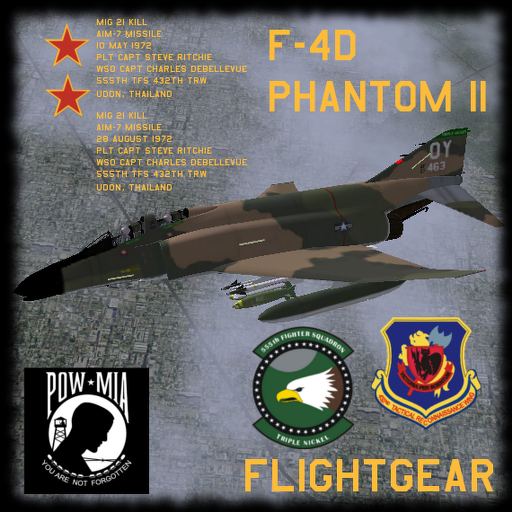 MIG 21 KILL
AIM-7 MISSILE
10 MAY 1972
PLT CAPT STEVE RITCHIE
WSO CAPT CHARLES DEBELLEVUE
555TH TFS 432TH TRW
UDON, THAILAND
MIG 21 KILL
AIM-7 MISSILE
28 AUGUST 1972
PLT CAPT STEVE RITCHIE
WSO CAPT CHARLES DEBELLEVUE
555TH TFS 432TH TRW
UDON, THAILAND
F-4D
PHANTOM II
OY
463
555th FIGHTER SQUADRON
TRIPLE NICKEL
TACTICAL RECONNAISSANCE WING
POW★MIA
YOU ARE NOT FORGOTTEN
FLIGHTGEAR